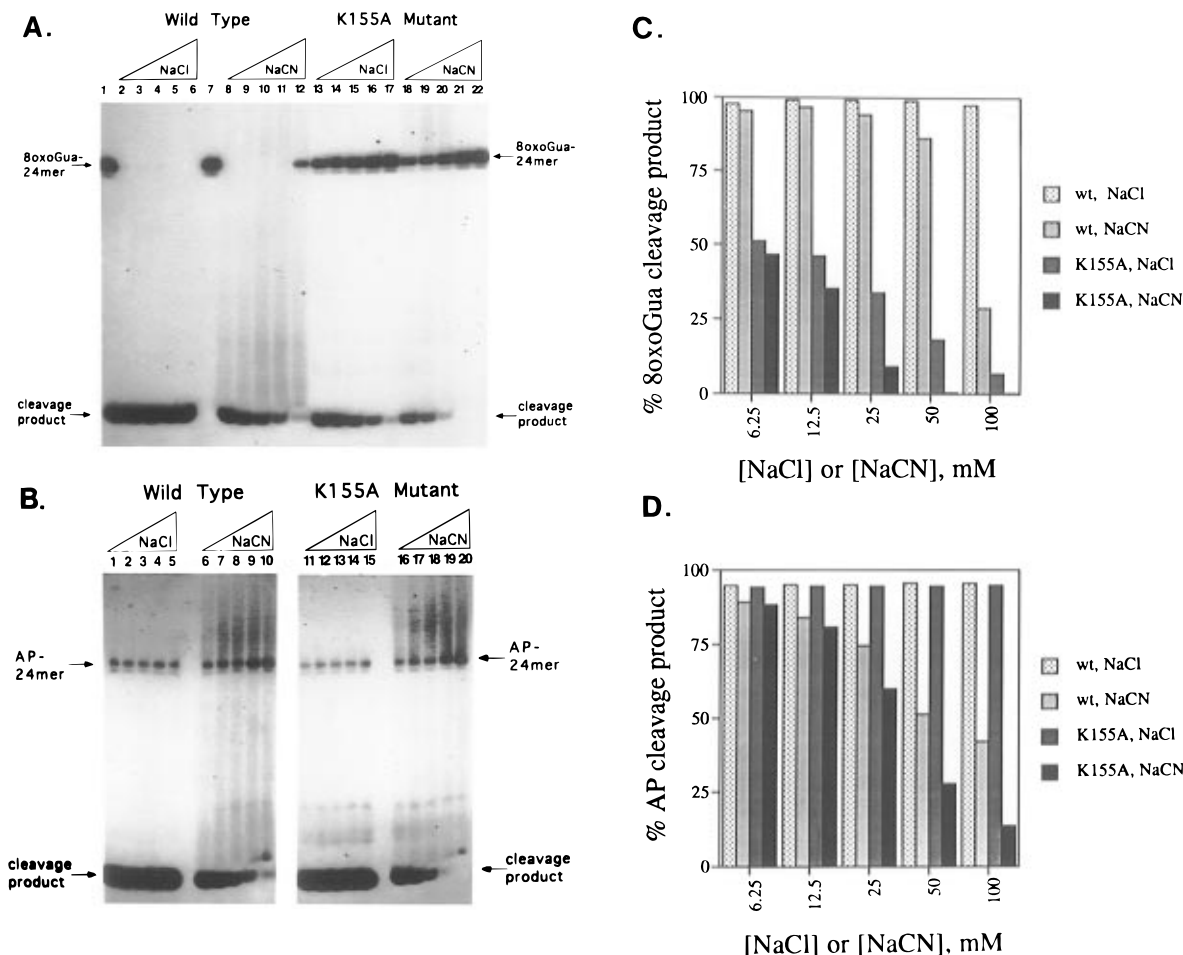 A.
Wild Type
K155A Mutant
NaCl
NaCN
NaCl
NaCN
1 2 3 4 5 6 7 8 9 10 11 12 13 14 15 16 17 18 19 20 21 22
8oxoGua-
24mer
8oxoGua-
24mer
cleavage
product
cleavage
product
B.
Wild Type
K155A Mutant
NaCl
NaCN
NaCl
NaCN
1 2 3 4 5 6 7 8 9 10 11 12 13 14 15 16 17 18 19 20
AP-
24mer
AP-
24mer
cleavage
product
cleavage
product
C.
% 8oxoGua cleavage product
100
75
50
25
0
6.25
12.5
25
50
100
[NaCl] or [NaCN], mM
wt, NaCl
wt, NaCN
K155A, NaCl
K155A, NaCN
D.
% AP cleavage product
100
75
50
25
0
6.25
12.5
25
50
100
[NaCl] or [NaCN], mM
wt, NaCl
wt, NaCN
K155A, NaCl
K155A, NaCN